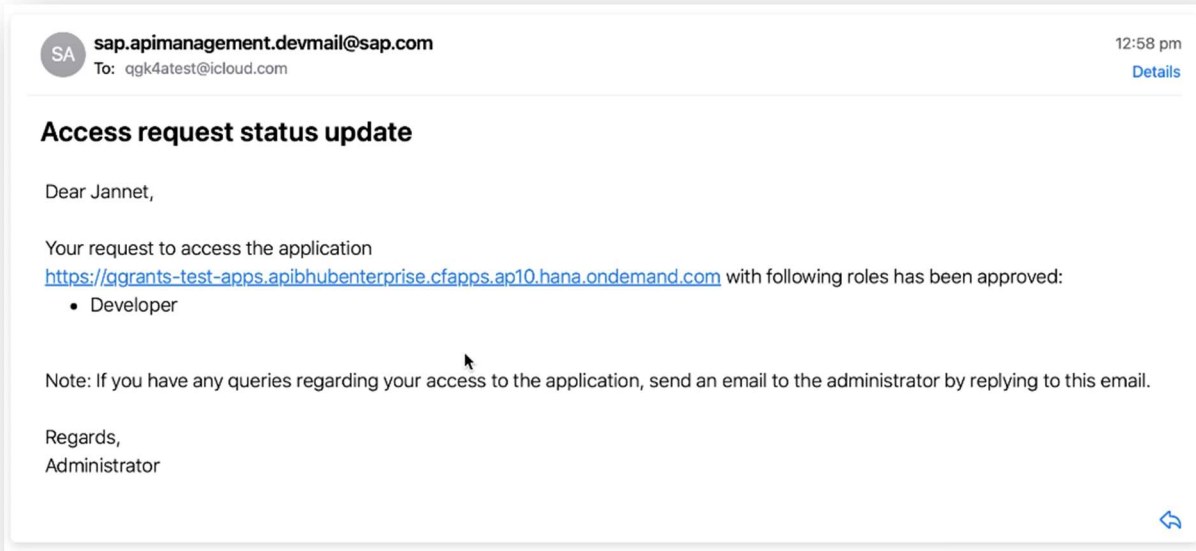 SA
sap.apimanagement.devmail@sap.com
12:58 pm
To: qgk4atest@icloud.com
Details
Access request status update
Dear Jannet,
Your request to access the application
https://qgrants-test-apps.apibhubenterprise.cfapps.ap10.hana.ondemand.com with following roles has been approved:
• Developer
Note: If you have any queries regarding your access to the application, send an email to the administrator by replying to this email.
Regards,
Administrator